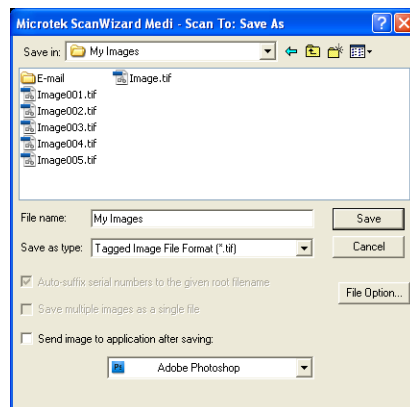 Microtek ScanWizard Medi - Scan To: Save As
Save in: My Images
E-mail Image.tif
Image001.tif
Image002.tif
Image003.tif
Image004.tif
Image005.tif
File name: My Images Save
Save as type: Tagged Image File Format (*.tif) Cancel
Auto-suffix serial numbers to the given root filename
File Option...
Save multiple images as a single file
Send image to application after saving:
Ps Adobe Photoshop